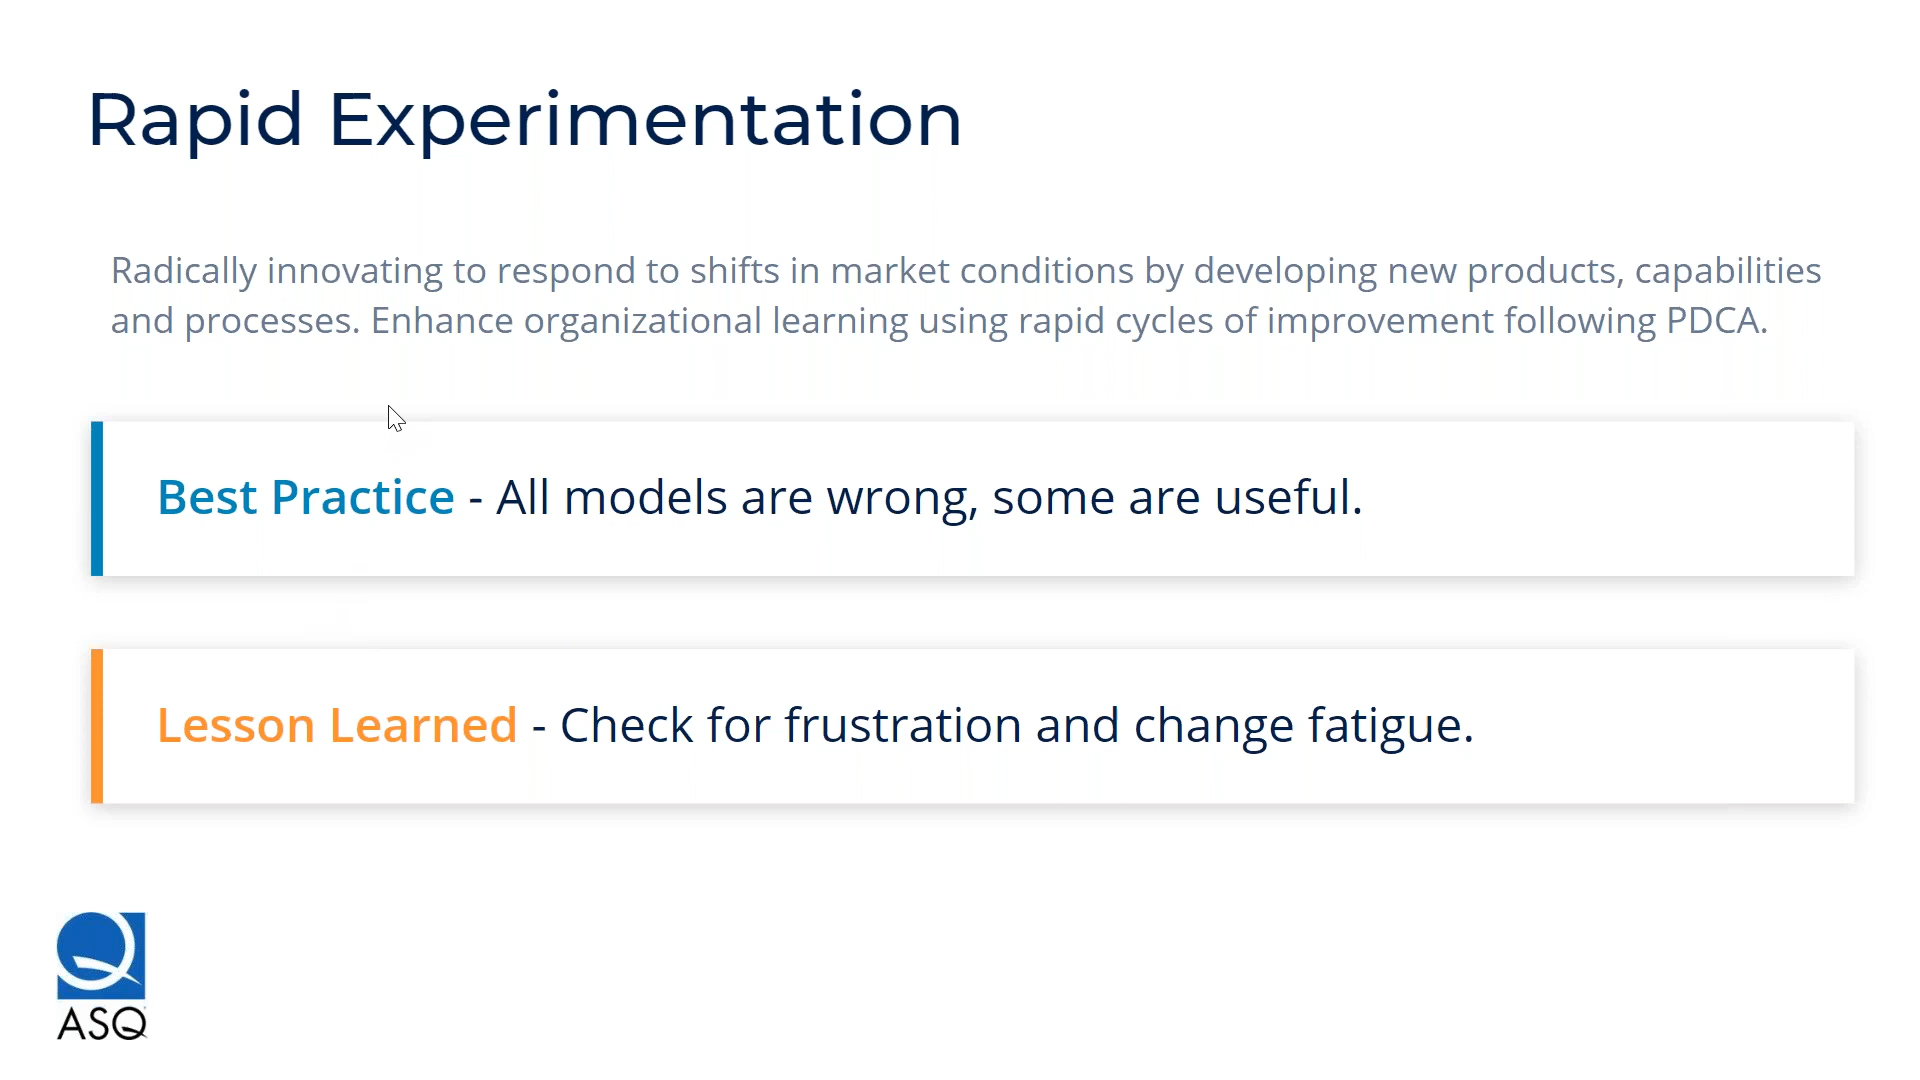 Rapid Experimentation
Radically innovating to respond to shifts in market conditions by developing new products, capabilities
and processes. Enhance organizational learning using rapid cycles of improvement following PDCA.
Best Practice - All models are wrong, some are useful.
Lesson Learned - Check for frustration and change fatigue.
ASQ